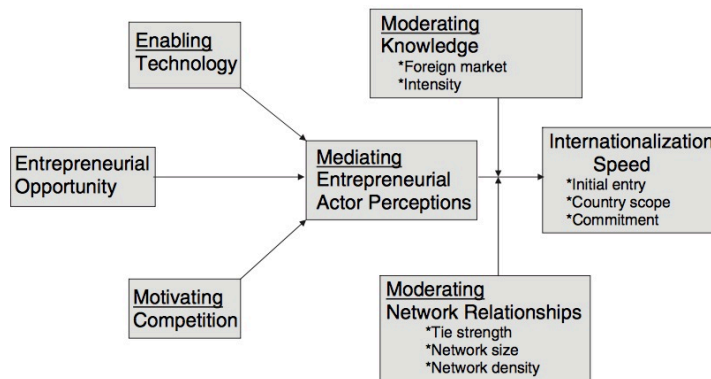 Enabling
Technology
Moderating
Knowledge
*Foreign market
*Intensity
Entrepreneurial
Opportunity
Mediating
Entrepreneurial
Actor Perceptions
Internationalization
Speed
*Initial entry
*Country scope
*Commitment
Motivating
Competition
Moderating
Network Relationships
*Tie strength
*Network size
*Network density